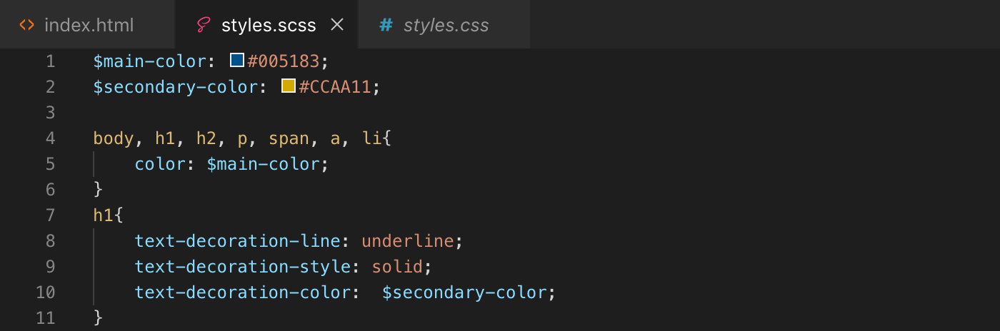 index.html styles.scss styles.css
1 $main-color: #005183;
2 $secondary-color: #CCAA11;
3
4 body, h1, h2, p, span, a, li{
5     color: $main-color;
6 }
7 h1{
8     text-decoration-line: underline;
9     text-decoration-style: solid;
10     text-decoration-color:  $secondary-color;
11 }